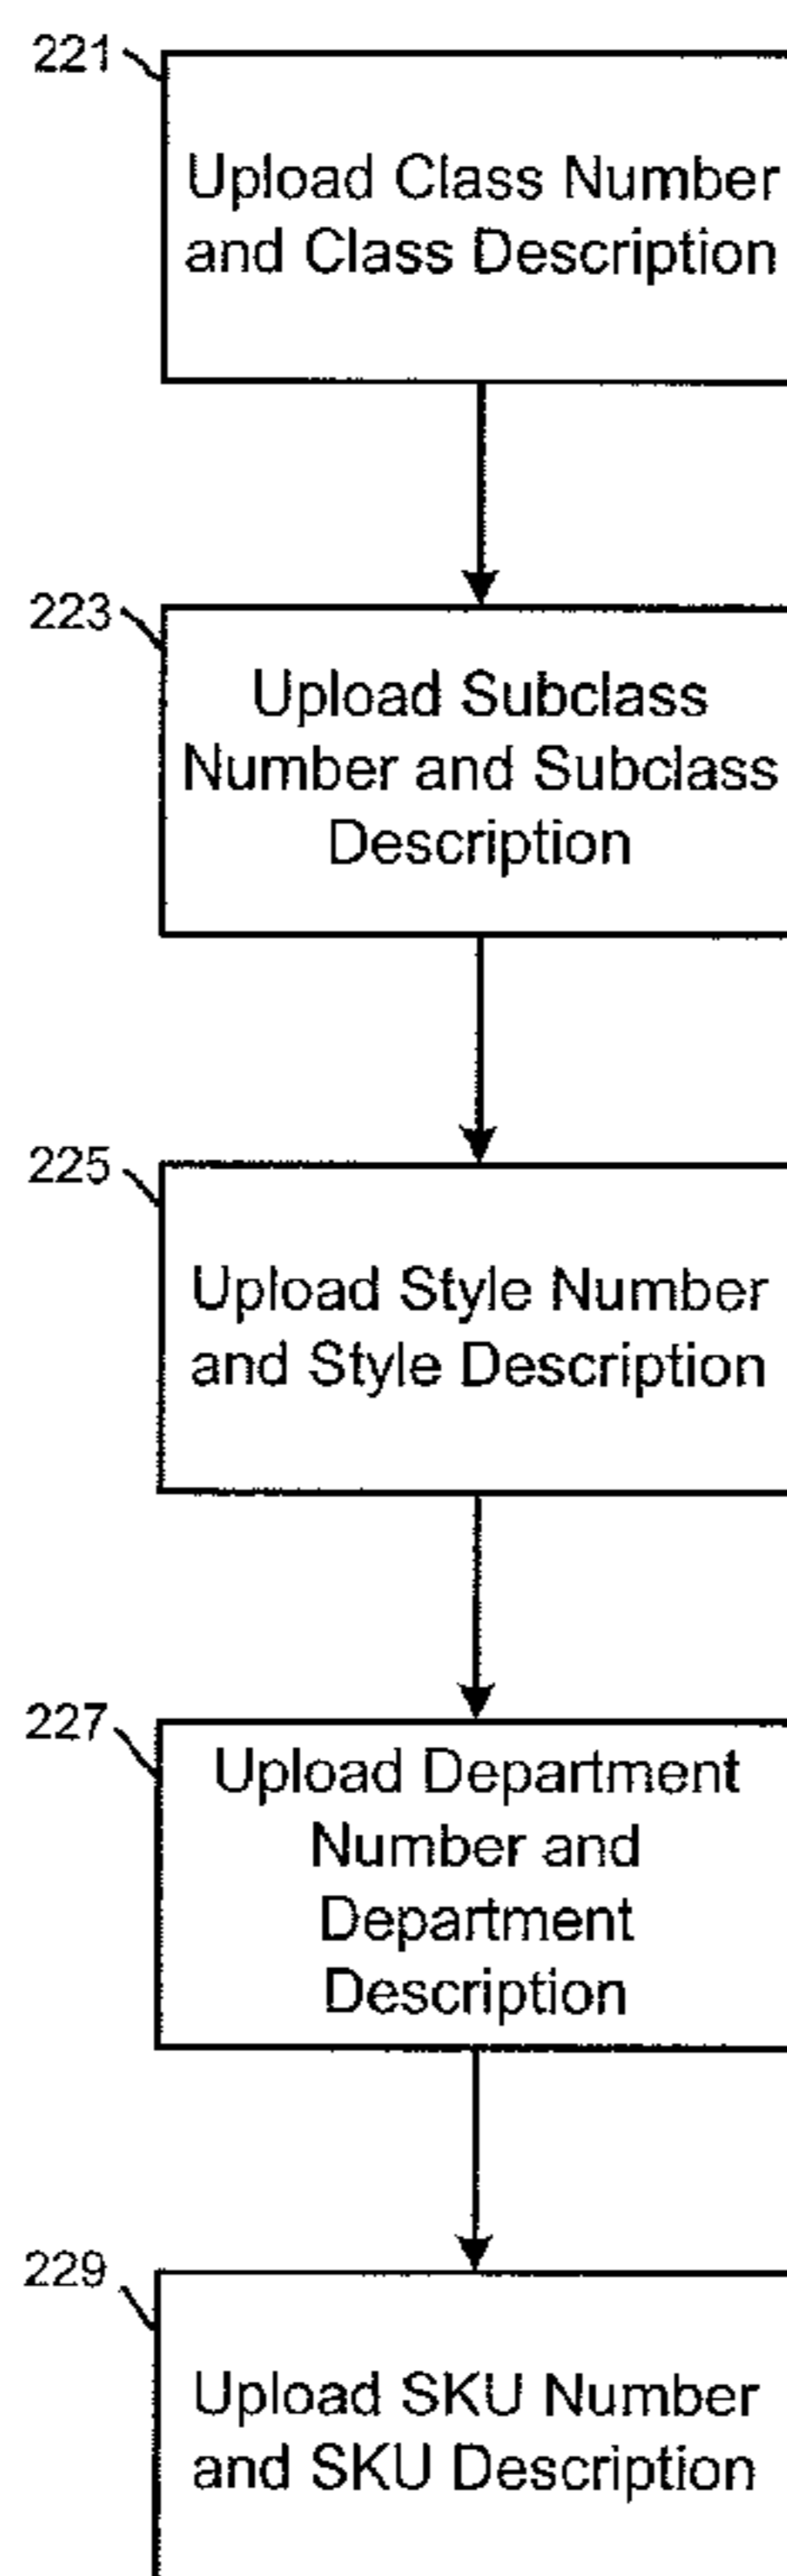 221
Upload Class Number
and Class Description
223
Upload Subclass
Number and Subclass
Description
225
Upload Style Number
and Style Description
227
Upload Department
Number and
Department
Description
229
Upload SKU Number
and SKU Description